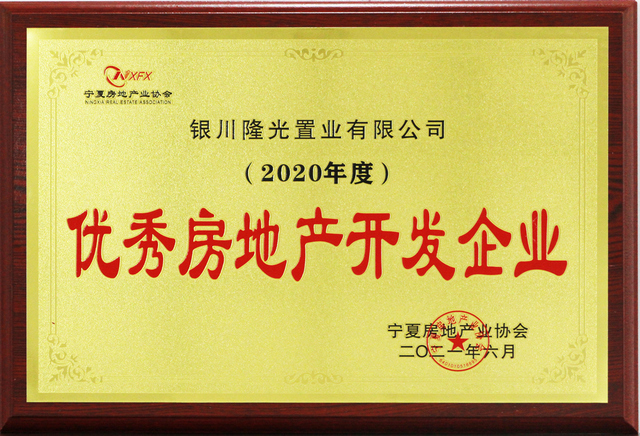 NXFX
宁夏房地产业协会
NINGXIA REAL ESTATE ASSOCIATION
银川隆光置业有限公司
（2020年度）
优秀房地产开发企业
宁夏房地产业协会
二〇二一年六月